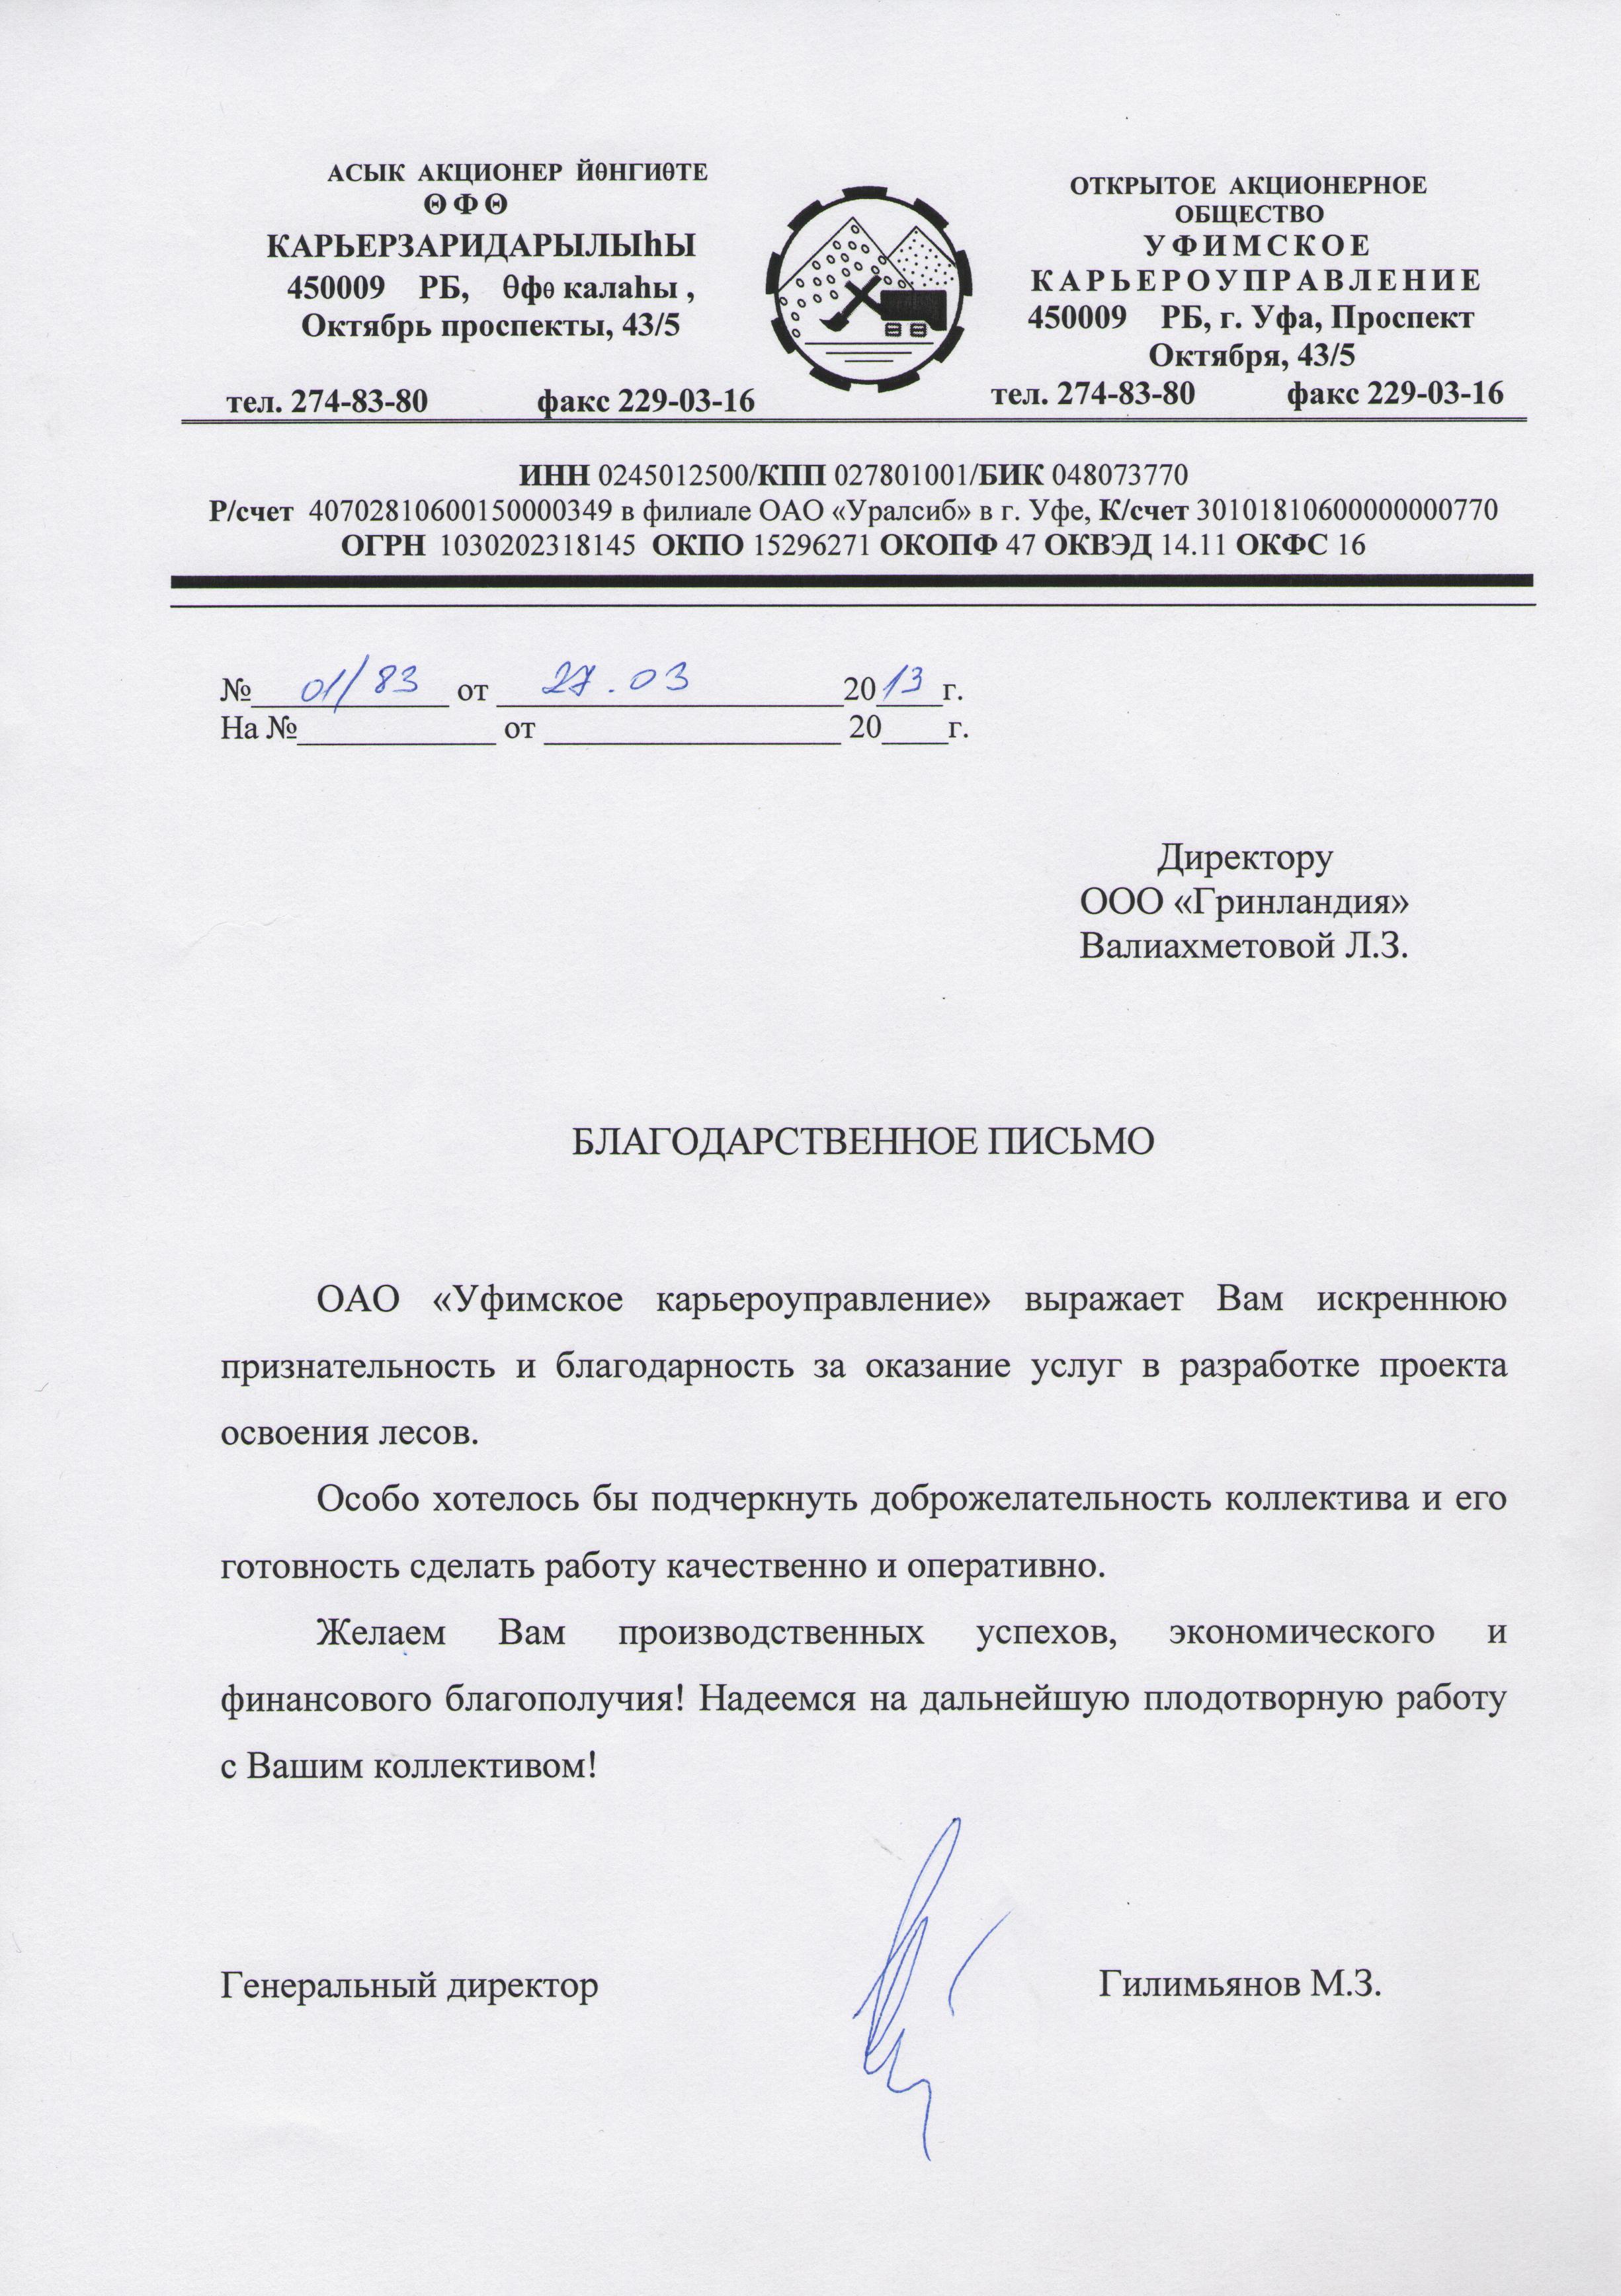 АСЫК АКЦИОНЕР ЙӨНГИӨТЕ
Ө Ф Ө
КАРЬЕРЗАРИДАРЫЛЫҺЫ
450009 РБ, Өфө калаһы ,
Октябрь проспекты, 43/5
тел. 274-83-80 факс 229-03-16
ОТКРЫТОЕ АКЦИОНЕРНОЕ
ОБЩЕСТВО
УФИМСКОЕ
КАРЬЕРОУПРАВЛЕНИЕ
450009 РБ, г. Уфа, Проспект
Октября, 43/5
тел. 274-83-80 факс 229-03-16
ИНН 0245012500/КПП 027801001/БИК 048073770
Р/счет 40702810600150000349 в филиале ОАО «Уралсиб» в г. Уфе, К/счет 30101810600000000770
ОГРН 1030202318145 ОКПО 15296271 ОКОПФ 47 ОКВЭД 14.11 ОКФС 16
№ 01/83 от 27.03 2013 г.
На №____________ от __________________ 20____г.
Директору
ООО «Гринландия»
Валиахметовой Л.З.
БЛАГОДАРСТВЕННОЕ ПИСЬМО
ОАО «Уфимское карьероуправление» выражает Вам искреннюю
признательность и благодарность за оказание услуг в разработке проекта
освоения лесов.
Особо хотелось бы подчеркнуть доброжелательность коллектива и его
готовность сделать работу качественно и оперативно.
Желаем Вам производственных успехов, экономического и
финансового благополучия! Надеемся на дальнейшую плодотворную работу
с Вашим коллективом!
Генеральный директор Гилимьянов М.З.